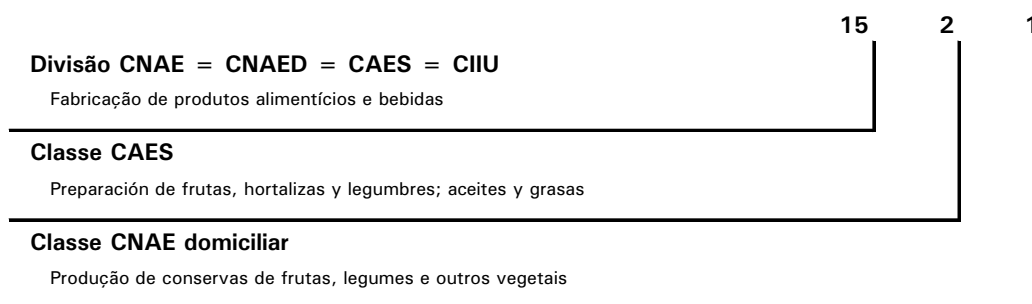 15 2 1
Divisão CNAE = CNAED = CAES = CIIU
Fabricação de produtos alimentícios e bebidas
Classe CAES
Preparación de frutas, hortalizas y legumbres; aceites y grasas
Classe CNAE domiciliar
Produção de conservas de frutas, legumes e outros vegetais